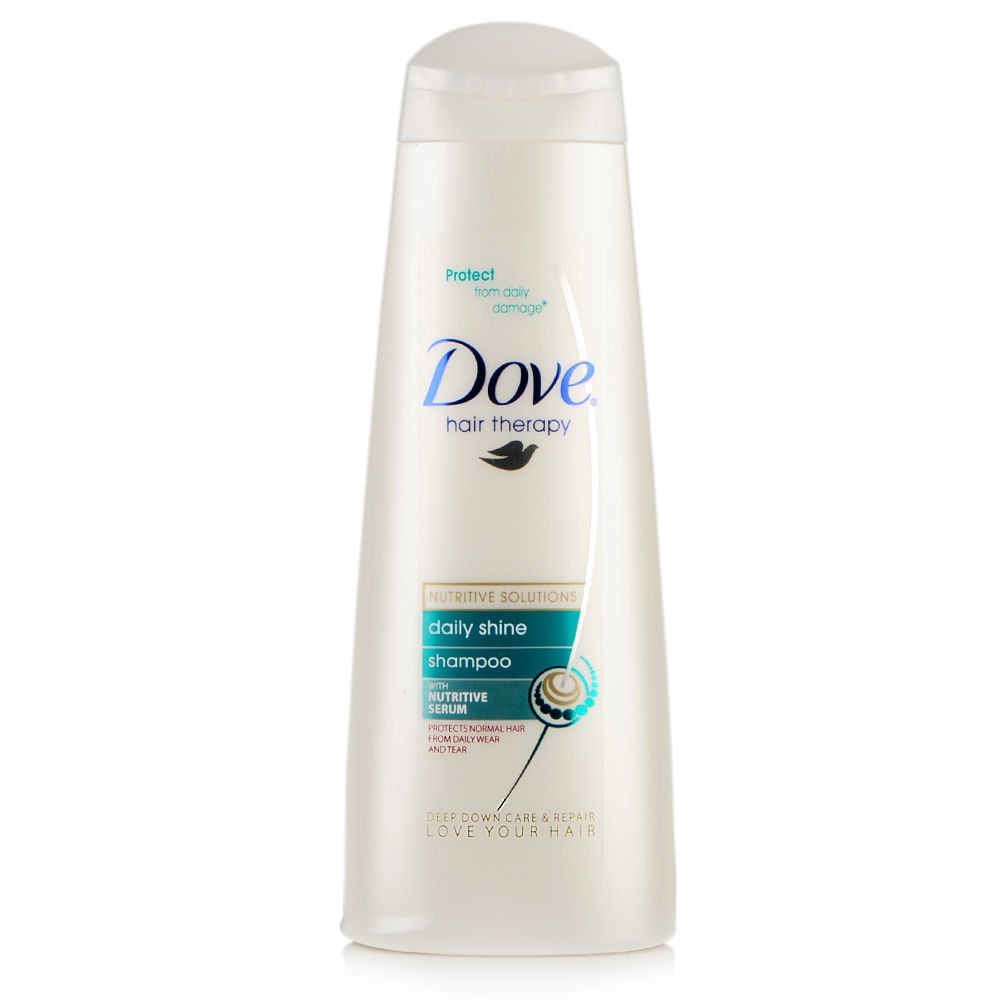 Protect
from daily
damage*
Dove®
hair therapy
NUTRITIVE SOLUTIONS
daily shine
shampoo
WITH
NUTRITIVE
SERUM
PROTECTS NORMAL HAIR
FROM DAILY WEAR
AND TEAR
DEEP DOWN CARE & REPAIR
LOVE YOUR HAIR